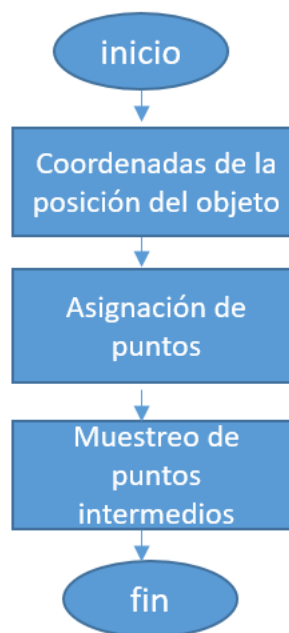 inicio
Coordenadas de la
posición del objeto
Asignación de
puntos
Muestreo de
puntos
intermedios
fin